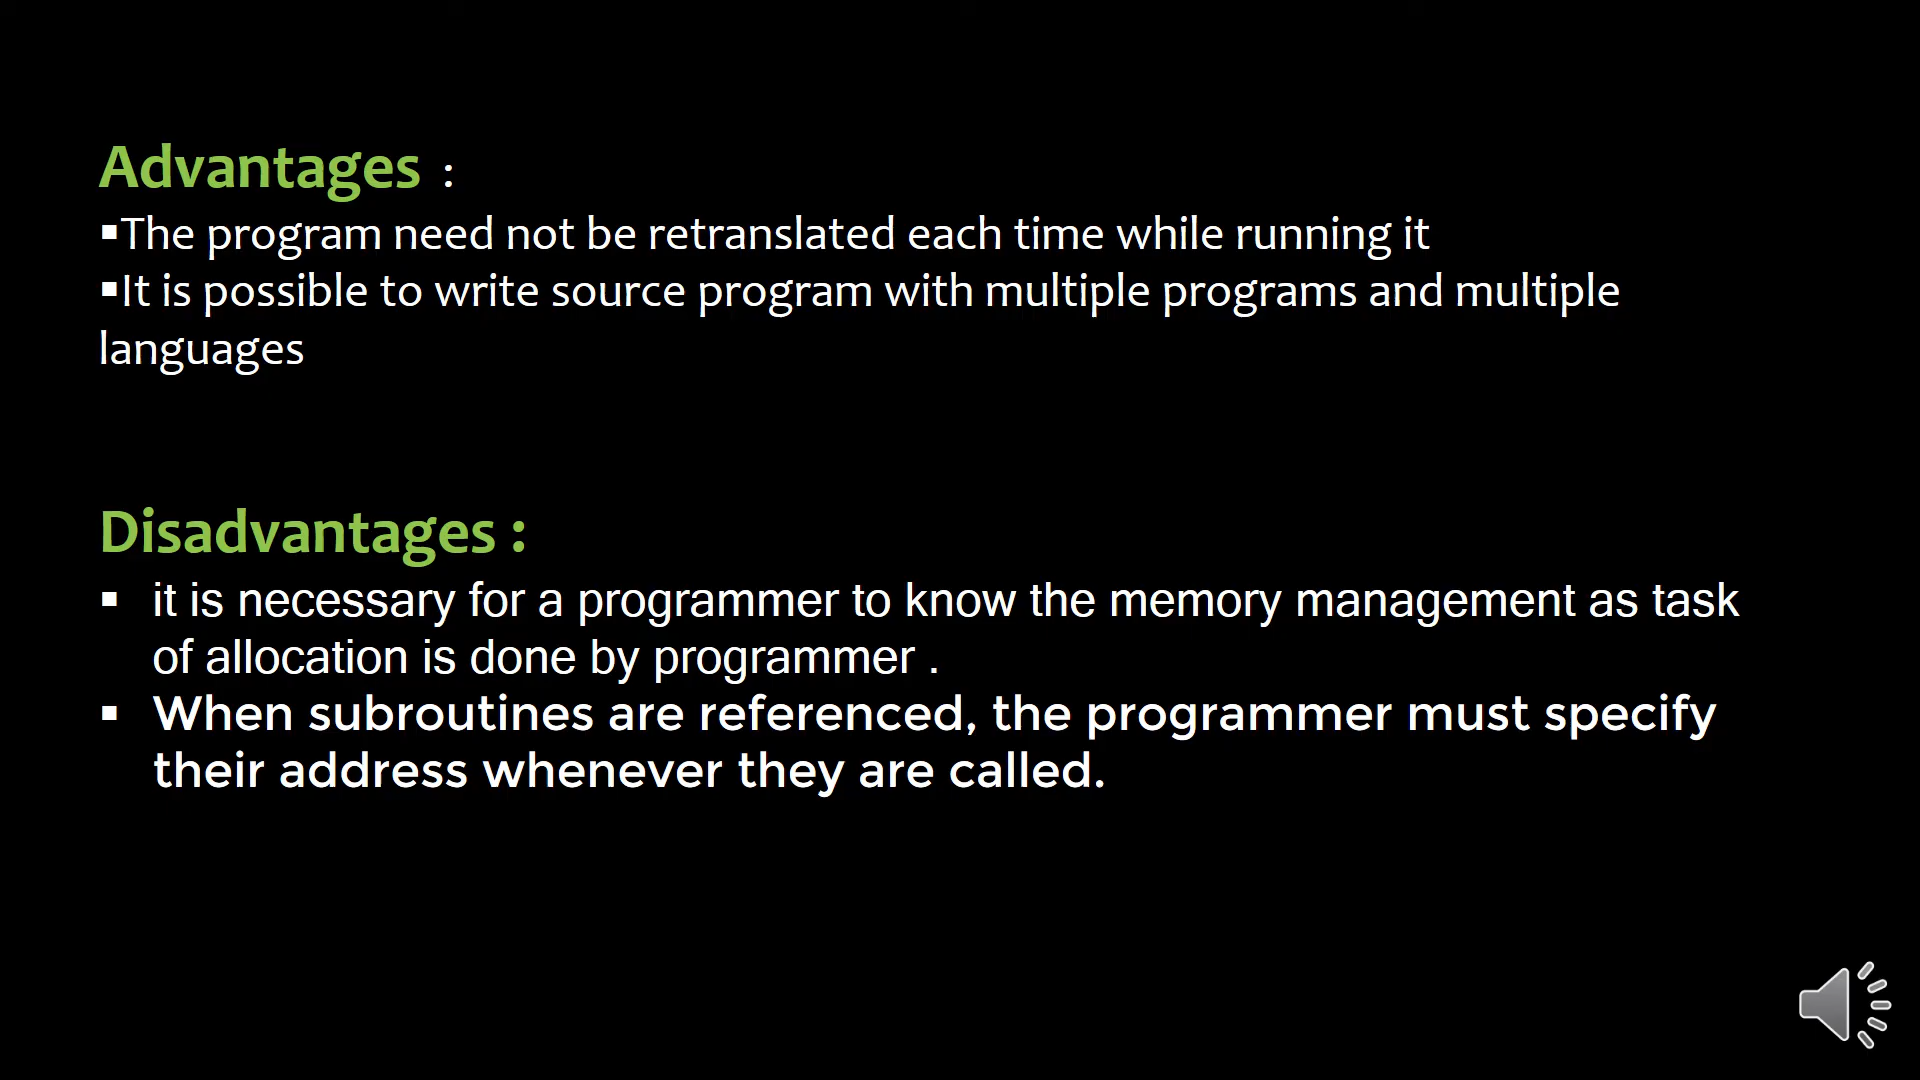 Advantages :
▪The program need not be retranslated each time while running it
▪It is possible to write source program with multiple programs and multiple
languages
Disadvantages :
▪ it is necessary for a programmer to know the memory management as task
of allocation is done by programmer .
▪ When subroutines are referenced, the programmer must specify
their address whenever they are called.